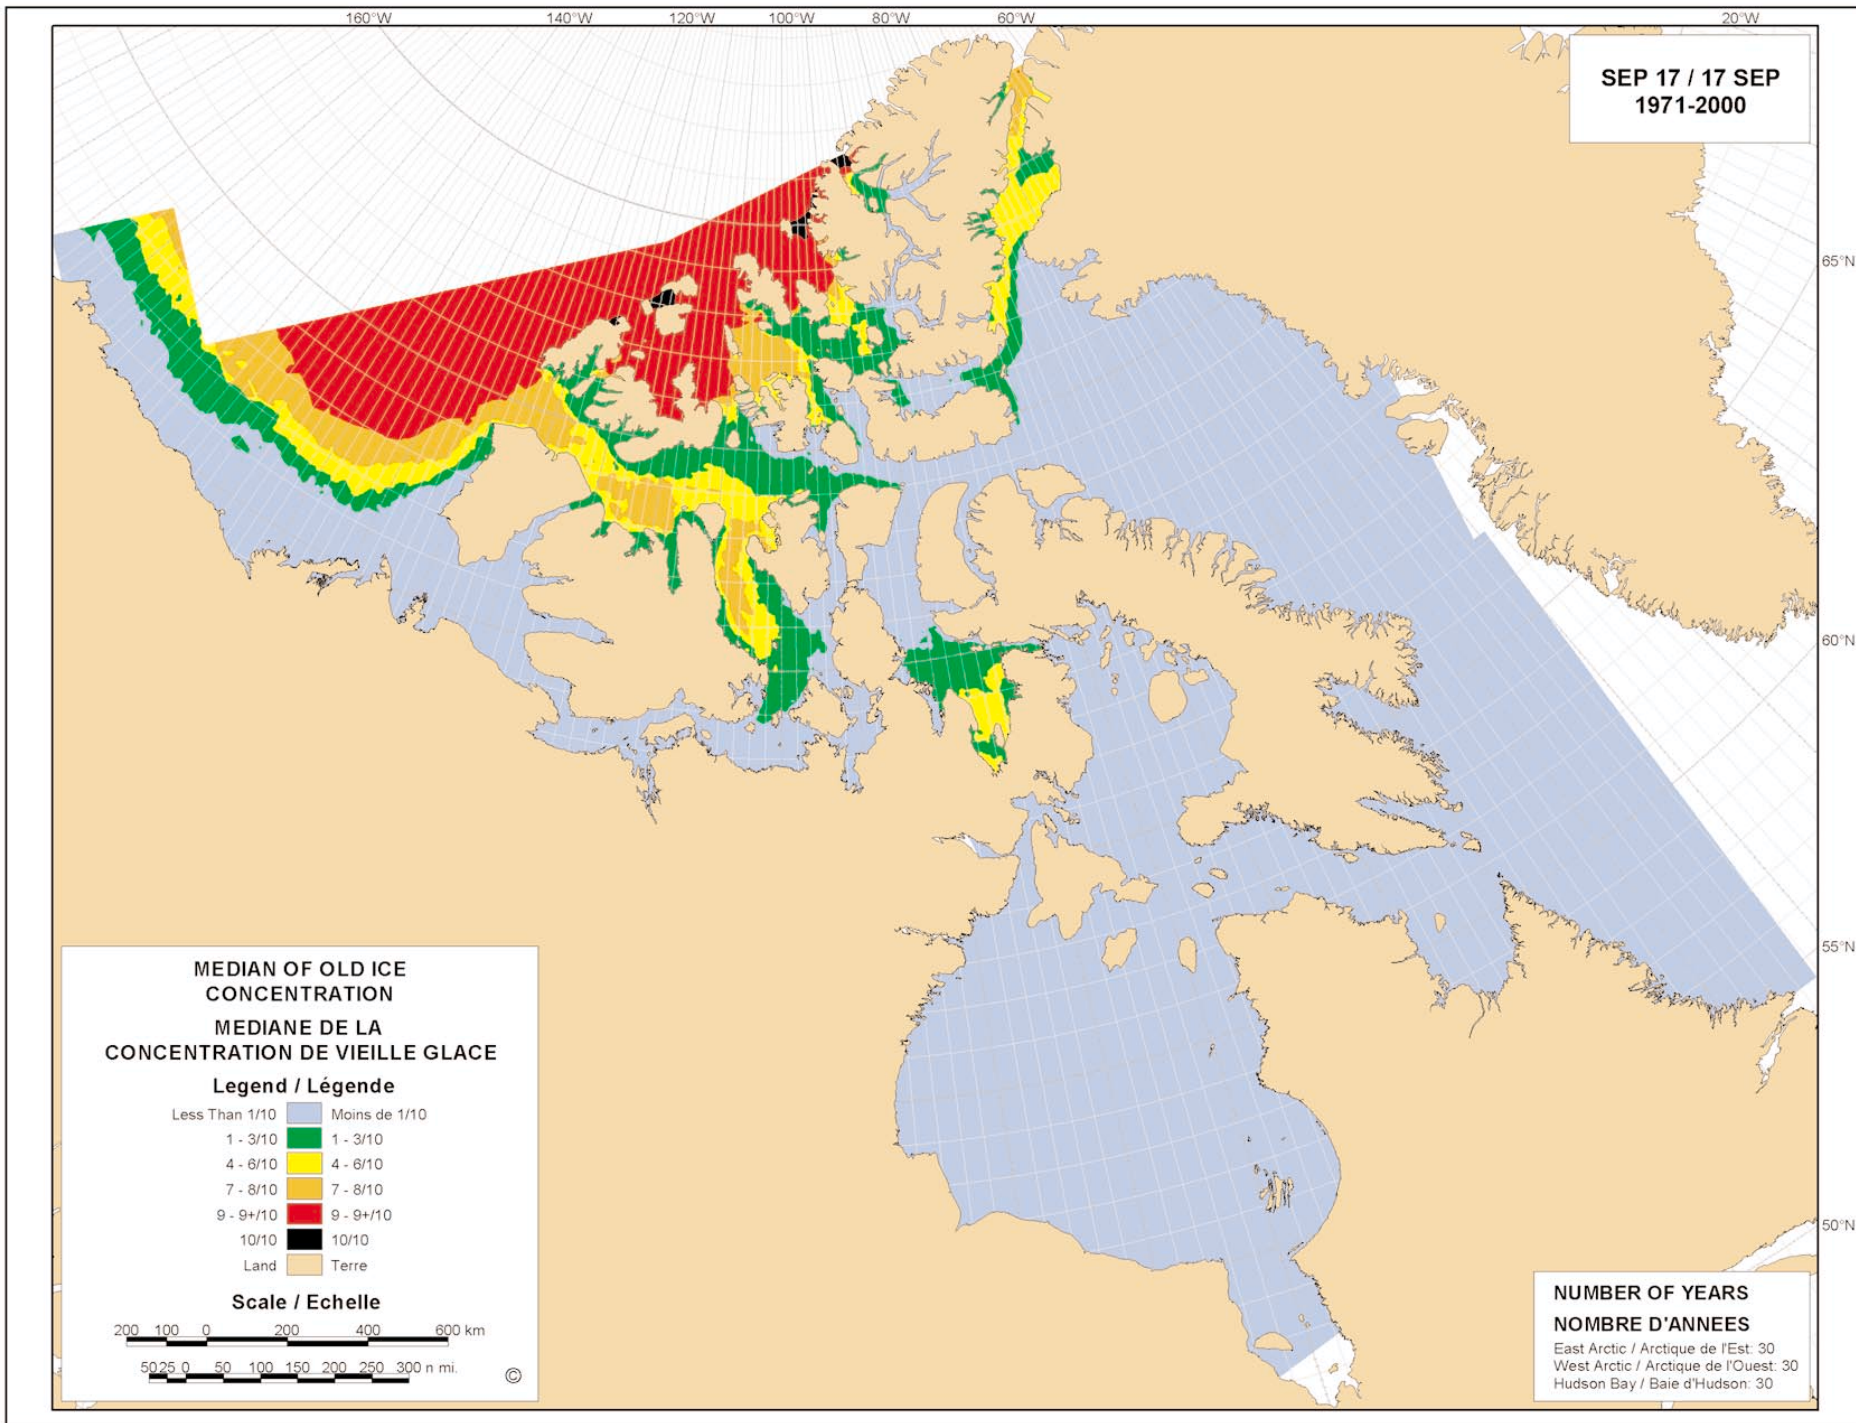 160°W 140°W 120°W 100°W 80°W 60°W 20°W
SEP 17 / 17 SEP
1971-2000
65°N
60°N
55°N
50°N
MEDIAN OF OLD ICE
CONCENTRATION
MEDIANE DE LA
CONCENTRATION DE VIEILLE GLACE
Legend / Légende
Less Than 1/10 Moins de 1/10
1 - 3/10 1 - 3/10
4 - 6/10 4 - 6/10
7 - 8/10 7 - 8/10
9 - 9+/10 9 - 9+/10
10/10 10/10
Land Terre
Scale / Echelle
200 100 0 200 400 600 km
50 25 0 50 100 150 200 250 300 n mi.
©
NUMBER OF YEARS
NOMBRE D'ANNEES
East Arctic / Arctique de l'Est: 30
West Arctic / Arctique de l'Ouest: 30
Hudson Bay / Baie d'Hudson: 30